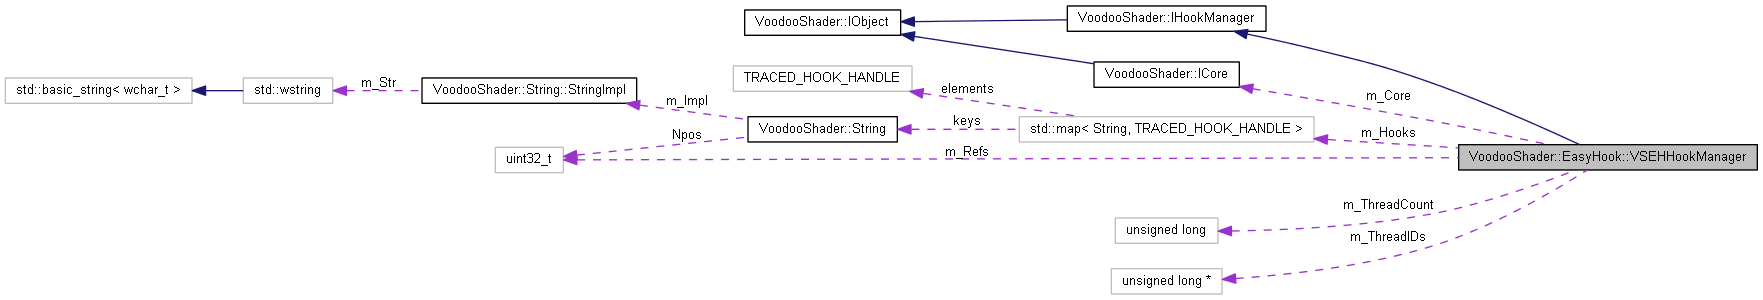 VoodooShader::IObject
VoodooShader::IHookManager
TRACED_HOOK_HANDLE
VoodooShader::ICore
std::basic_string< wchar_t >
std::wstring
m_Str
VoodooShader::String::StringImpl
m_Impl
elements
m_Core
VoodooShader::String
keys
std::map< String, TRACED_HOOK_HANDLE >
m_Hooks
Npos
uint32_t
m_Refs
VoodooShader::EasyHook::VSEHHookManager
m_ThreadCount
unsigned long
m_ThreadIDs
unsigned long *